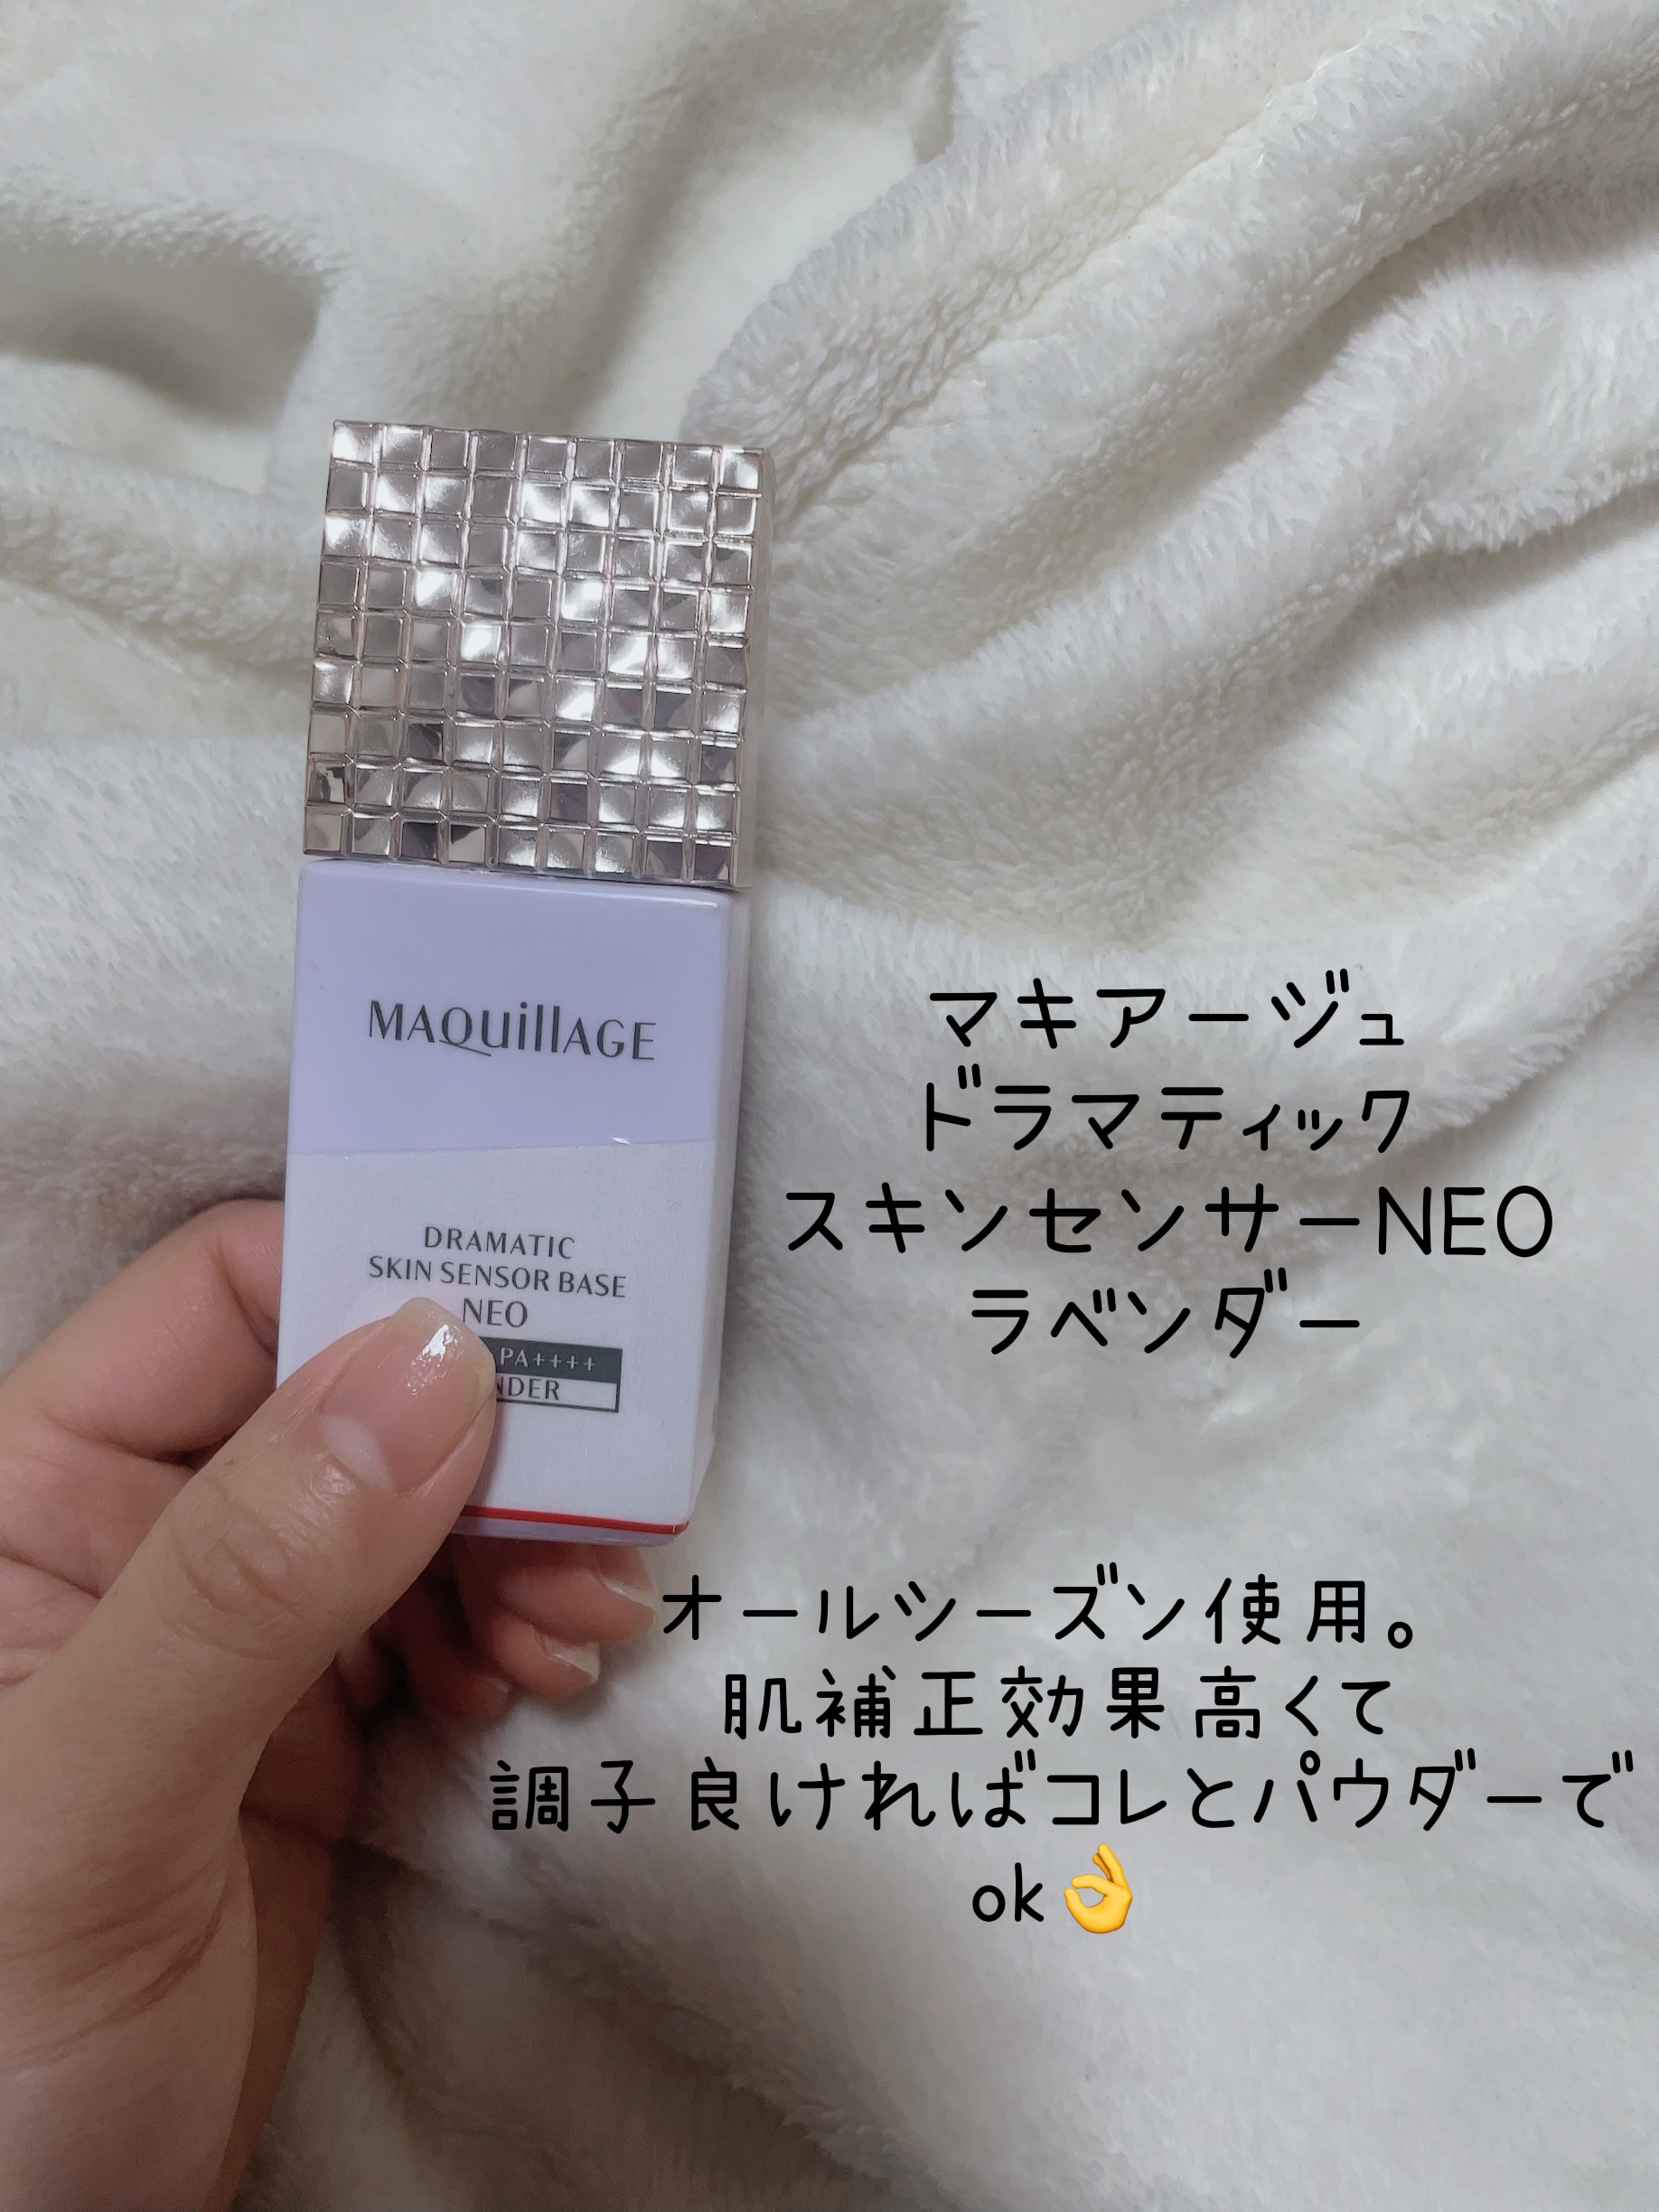 MAQuillAGE
DRAMATIC
SKIN SENSOR BASE
NEO
PA++++
マキアージュ
ドラマティック
スキンセンサーNEO
ラベンダー
オールシーズン使用。
肌補正効果高くて
調子良ければコレとパウダーで
ok👌